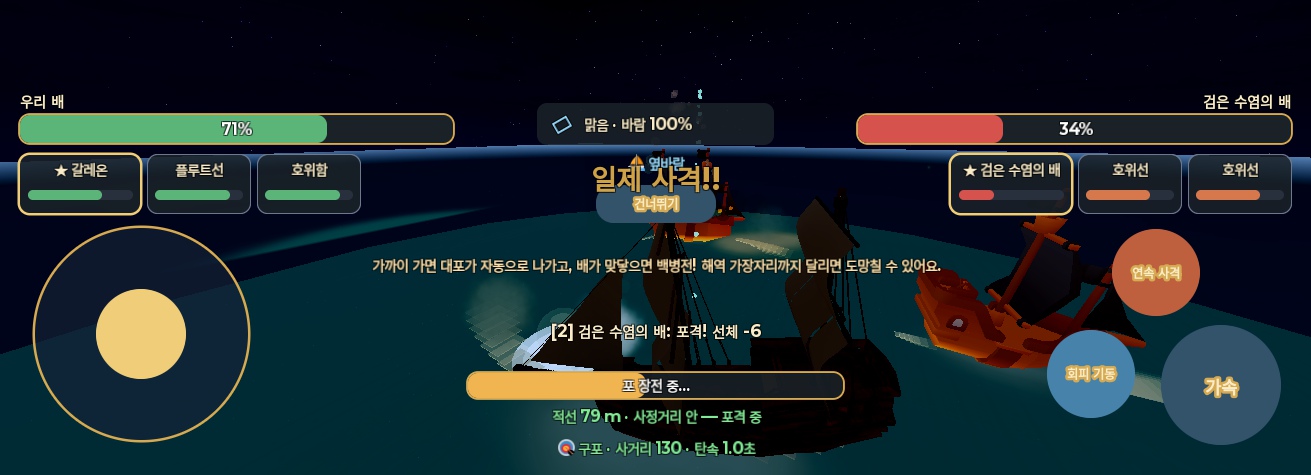 우리 배
검은 수염의 배
71%
맑음 · 바람 100%
34%
★ 갈레온
플루트선
호위함
옆바람
일제 사격!!
건너뛰기
★ 검은 수염의 배
호위선
호위선
가까이 가면 대포가 자동으로 나가고, 배가 맞닿으면 백병전! 해역 가장자리까지 달리면 도망칠 수 있어요.
연속 사격
[2] 검은 수염의 배: 포격! 선체 -6
회피 기동
가속
포 장전 중...
적선 79 m · 사정거리 안 — 포격 중
구포 · 사거리 130 · 탄속 1.0초